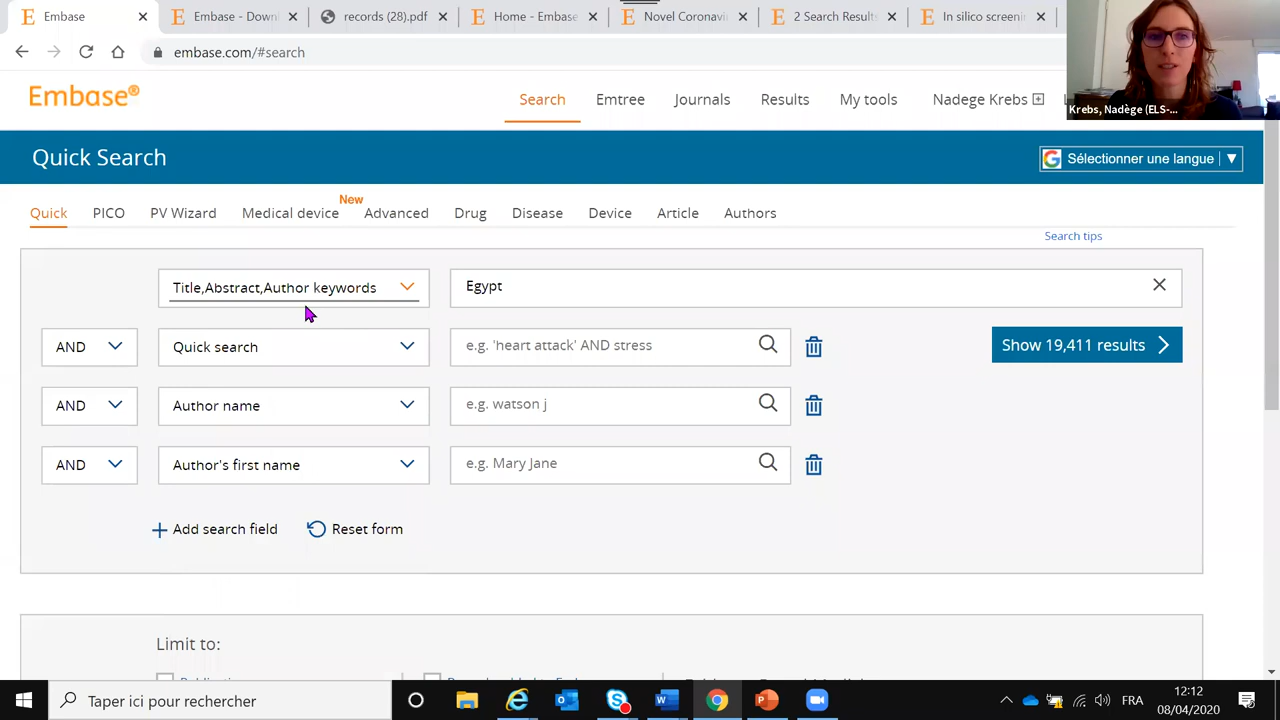 Embase
Embase - Downl
records (28).pdf
Home - Embase
Novel Coronavi
2 Search Results
In silico screenin
embase.com/#search
Krebs, Nadège (ELS-...
Embase®
Search
Emtree
Journals
Results
My tools
Nadege Krebs
Quick Search
Sélectionner une langue
New
Quick
PICO
PV Wizard
Medical device
Advanced
Drug
Disease
Device
Article
Authors
Search tips
Title,Abstract,Author keywords
Egypt
AND
Quick search
e.g. 'heart attack' AND stress
Show 19,411 results
AND
Author name
e.g. watson j
AND
Author's first name
e.g. Mary Jane
+ Add search field
Reset form
Limit to:
Taper ici pour rechercher
FRA
12:12
08/04/2020